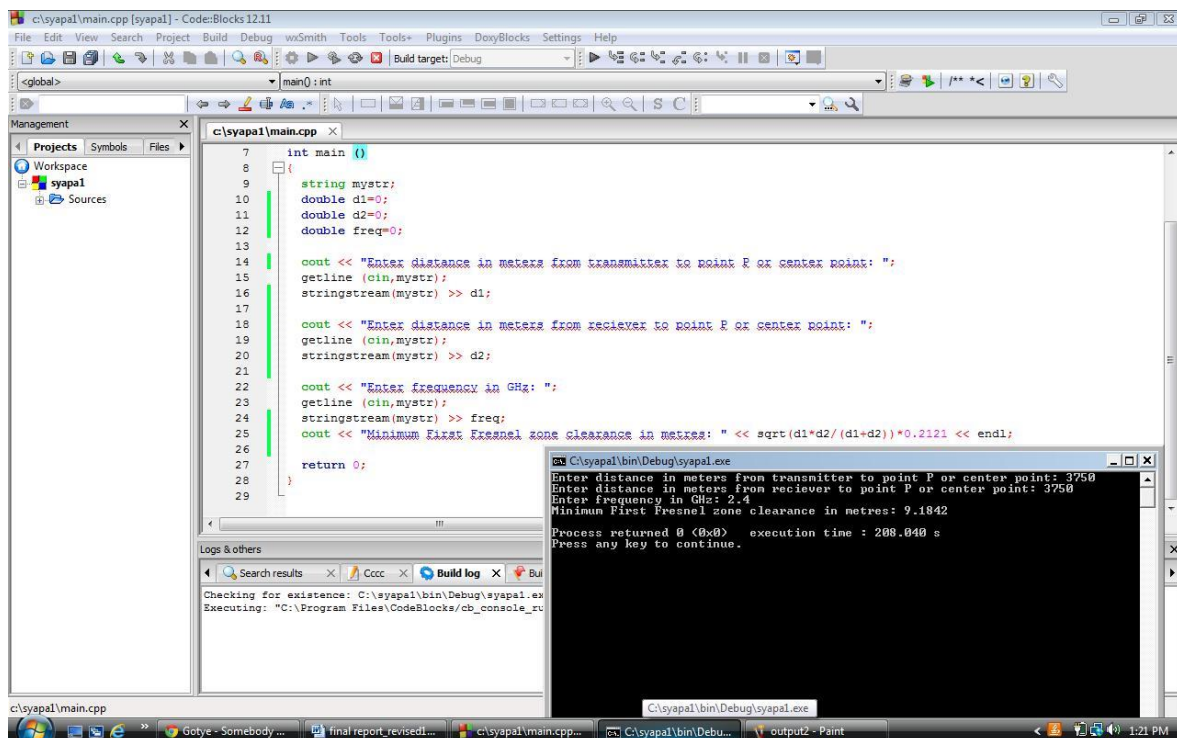 c:\syapa1\main.cpp [syapa1] - Code::Blocks 12.11
File Edit View Search Project Build Debug wxSmith Tools Tools+ Plugins DoxyBlocks Settings Help
Build target: Debug
<global> main() : int /** *<
S C
Management
Projects Symbols Files
Workspace
syapa1
Sources
c:\syapa1\main.cpp
7 int main ()
8 {
9 string mystr;
10 double d1=0;
11 double d2=0;
12 double freq=0;
13
14 cout << "Enter distance in meters from transmitter to point P or center point: ";
15 getline (cin,mystr);
16 stringstream(mystr) >> d1;
17
18 cout << "Enter distance in meters from reciever to point P or center point: ";
19 getline (cin,mystr);
20 stringstream(mystr) >> d2;
21
22 cout << "Enter frequency in GHz: ";
23 getline (cin,mystr);
24 stringstream(mystr) >> freq;
25 cout << "Minimum First Fresnel zone clearance in metres: " << sqrt(d1*d2/(d1+d2))*0.2121 << endl;
26
27 return 0;
28 }
29
C:\syapa1\bin\Debug\syapa1.exe
Enter distance in meters from transmitter to point P or center point: 3750
Enter distance in meters from reciever to point P or center point: 3750
Enter frequency in GHz: 2.4
Minimum First Fresnel zone clearance in metres: 9.1842
Process returned 0 (0x0) execution time : 208.040 s
Press any key to continue.
Logs & others
Search results Cccc Build log Bui
Checking for existence: C:\syapa1\bin\Debug\syapa1.ex
Executing: "C:\Program Files\CodeBlocks/cb_console_ru
C:\syapa1\bin\Debug\syapa1.exe
c:\syapa1\main.cpp
Gotye - Somebody ... final report_revised1... c:\syapa1\main.cpp... C:\syapa1\bin\Debu... output2 - Paint 1:21 PM